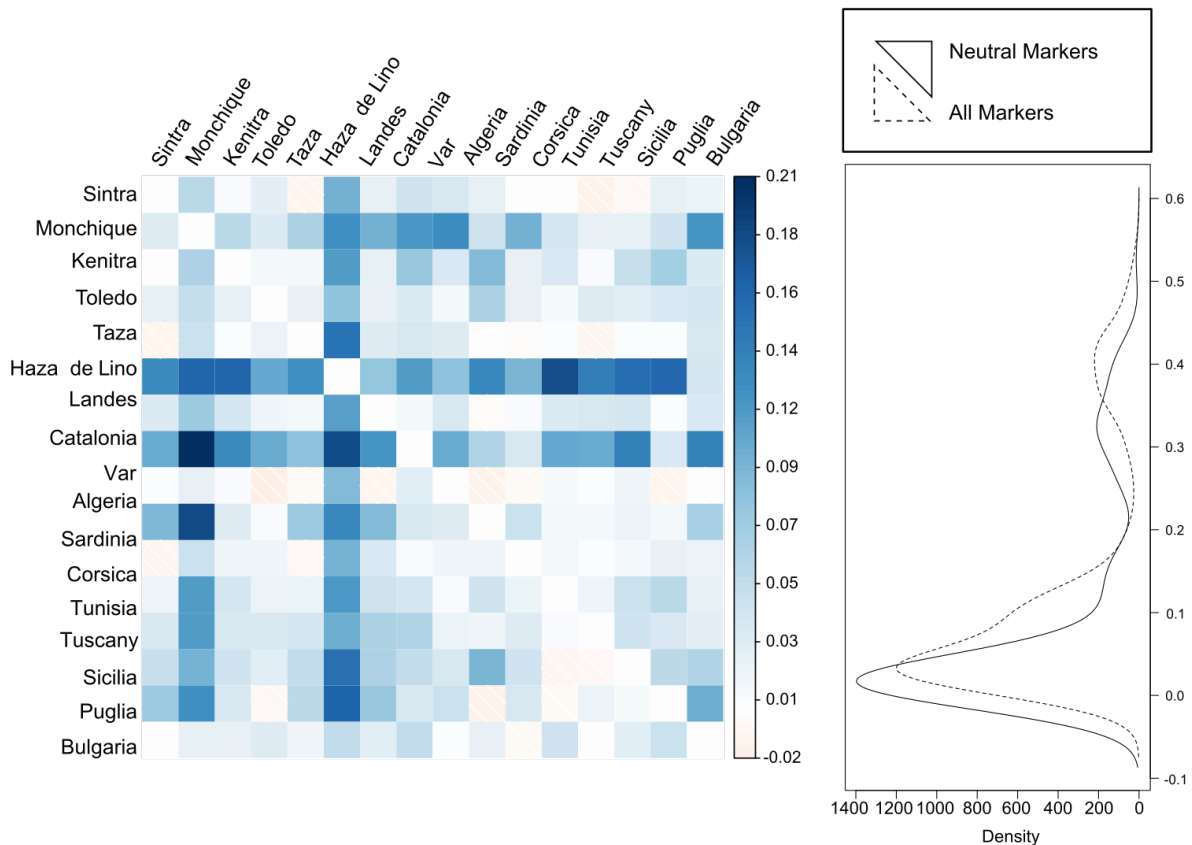 Neutral Markers
All Markers
Sintra
Monchique
Kenitra
Toledo
Taza
Haza de Lino
Landes
Catalonia
Var
Algeria
Sardinia
Corsica
Tunisia
Tuscany
Sicilia
Puglia
Bulgaria
Sintra
Monchique
Kenitra
Toledo
Taza
Haza de Lino
Landes
Catalonia
Var
Algeria
Sardinia
Corsica
Tunisia
Tuscany
Sicilia
Puglia
Bulgaria
0.21
0.18
0.16
0.14
0.12
0.09
0.07
0.05
0.03
0.01
-0.02
0.6
0.5
0.4
0.3
0.2
0.1
0.0
-0.1
1400 1200 1000 800 600 400 200 0
Density